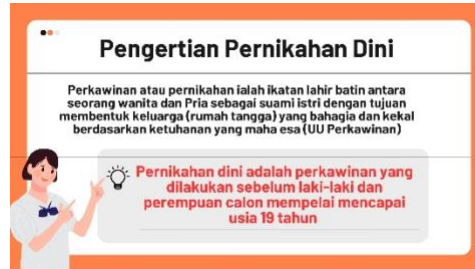 Pengertian Pernikahan Dini
Perkawinan atau pernikahan ialah ikatan lahir batin antara
seorang wanita dan Pria sebagai suami istri dengan tujuan
membentuk keluarga (rumah tangga) yang bahagia dan kekal
berdasarkan ketuhanan yang maha esa (UU Perkawinan)
Pernikahan dini adalah perkawinan yang
dilakukan sebelum laki-laki dan
perempuan calon mempelai mencapai
usia 19 tahun